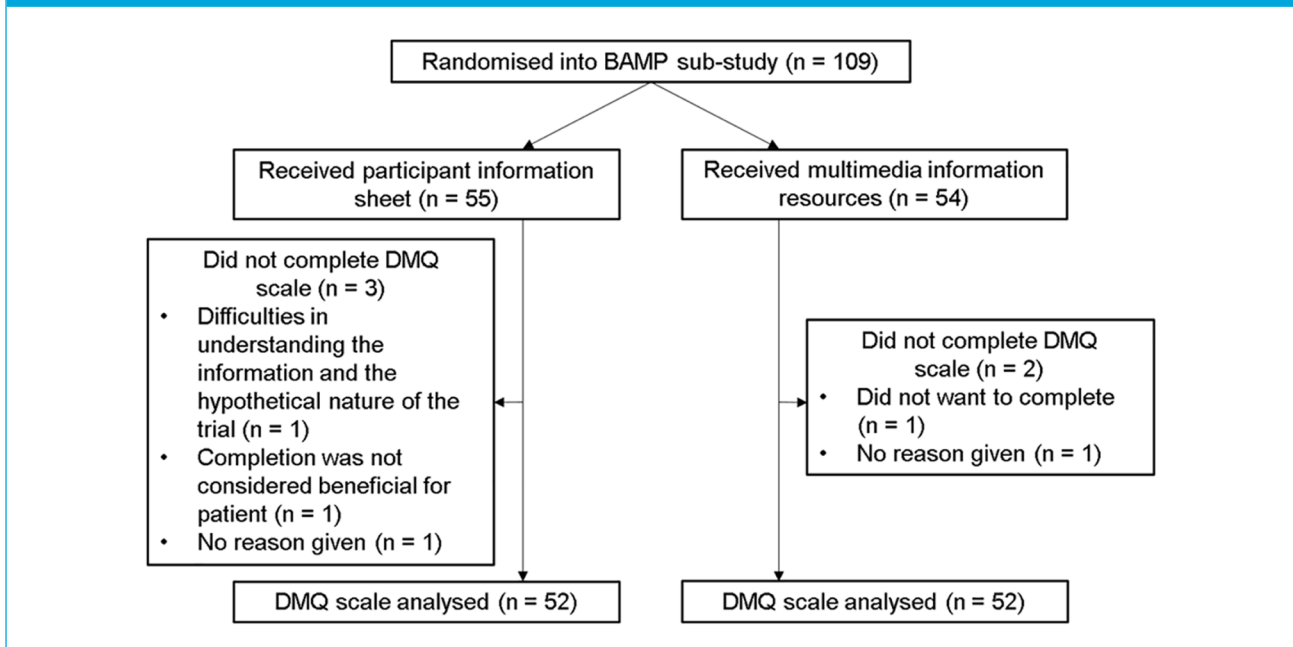 Randomised into BAMP sub-study (n = 109)
Received participant information
sheet (n = 55)
Received multimedia information
resources (n = 54)
Did not complete DMQ
scale (n = 3)
• Difficulties in
understanding the
information and the
hypothetical nature of the
trial (n = 1)
• Completion was not
considered beneficial for
patient (n = 1)
• No reason given (n = 1)
Did not complete DMQ
scale (n = 2)
• Did not want to complete
(n = 1)
• No reason given (n = 1)
DMQ scale analysed (n = 52)
DMQ scale analysed (n = 52)